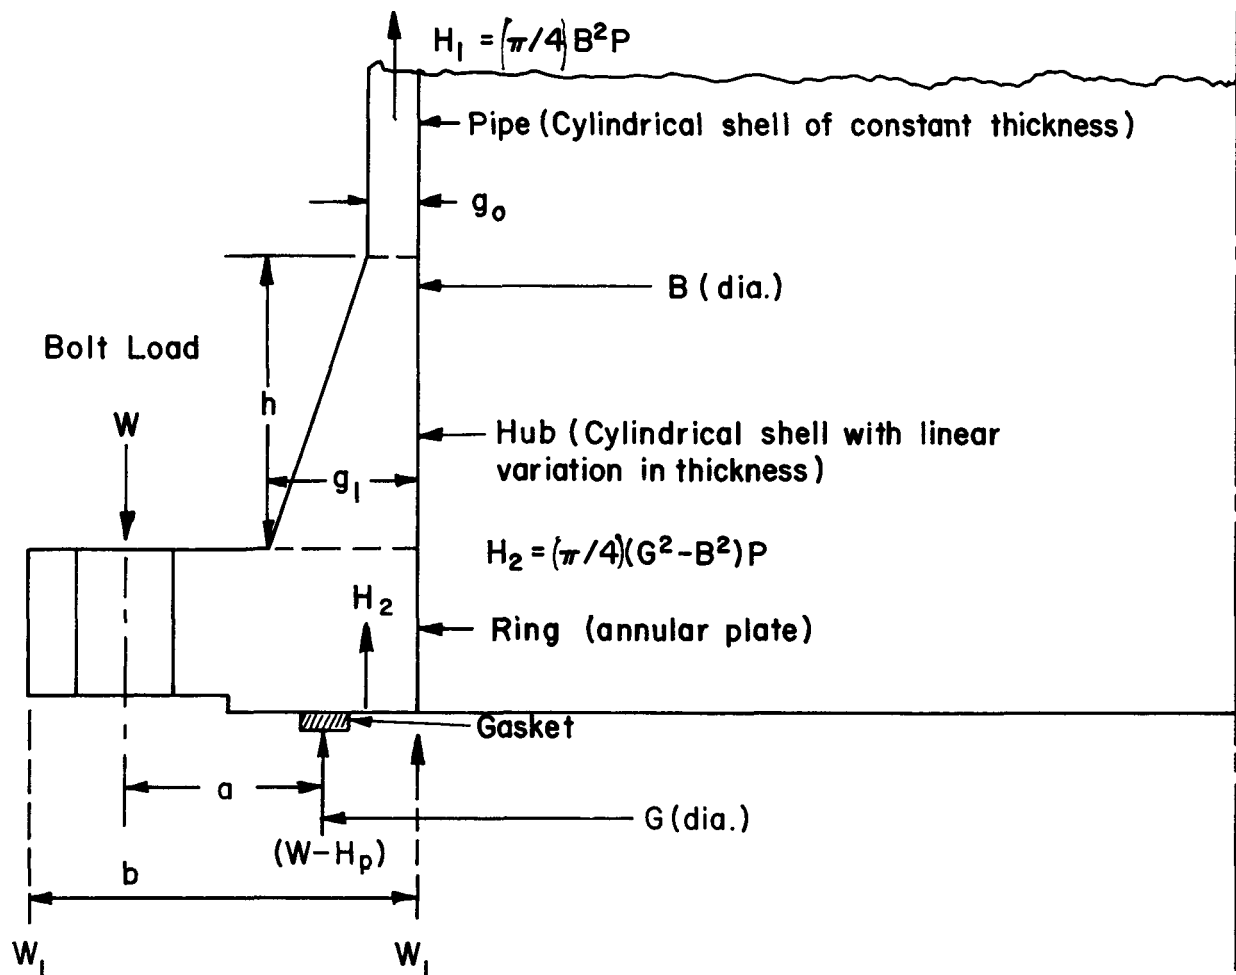 H₁ = (π/4) B²P
Pipe (Cylindrical shell of constant thickness)
g₀
B (dia.)
Bolt Load
h
W
Hub (Cylindrical shell with linear
variation in thickness)
g₁
H₂ = (π/4)(G²-B²)P
H₂
Ring (annular plate)
Gasket
a
G (dia.)
(W-Hₚ)
b
W₁
W₁